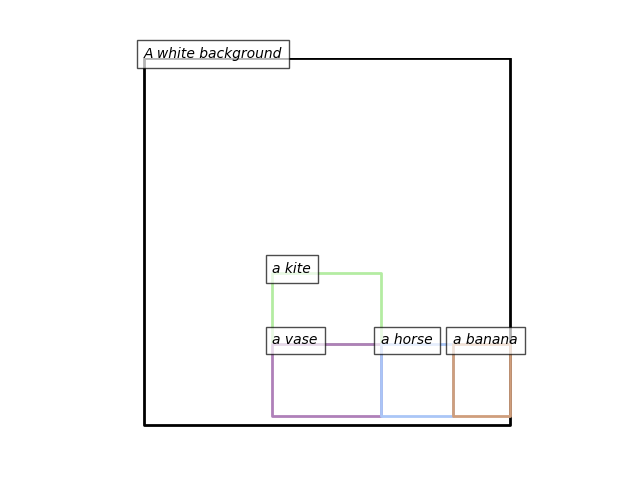 A white background
a kite
a vase
a horse
a banana